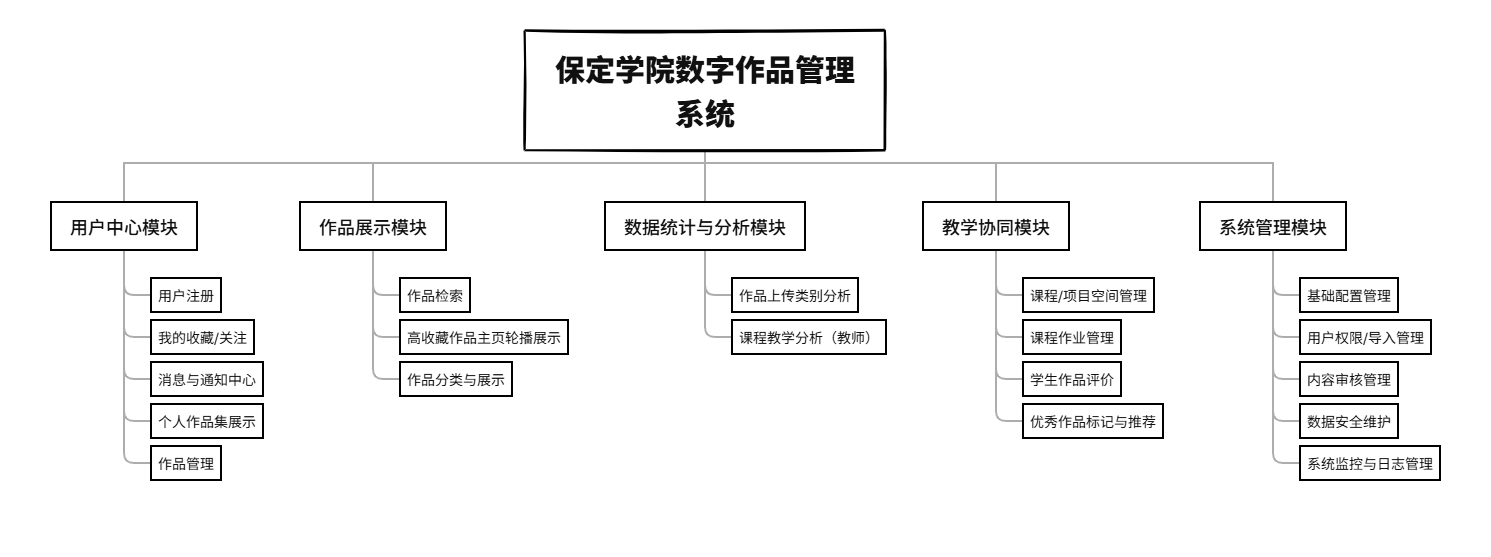 保定学院数字作品管理
系统
用户中心模块
用户注册
我的收藏/关注
消息与通知中心
个人作品集展示
作品管理
作品展示模块
作品检索
高收藏作品主页轮播展示
作品分类与展示
数据统计与分析模块
作品上传类别分析
课程教学分析（教师）
教学协同模块
课程/项目空间管理
课程作业管理
学生作品评价
优秀作品标记与推荐
系统管理模块
基础配置管理
用户权限/导入管理
内容审核管理
数据安全维护
系统监控与日志管理